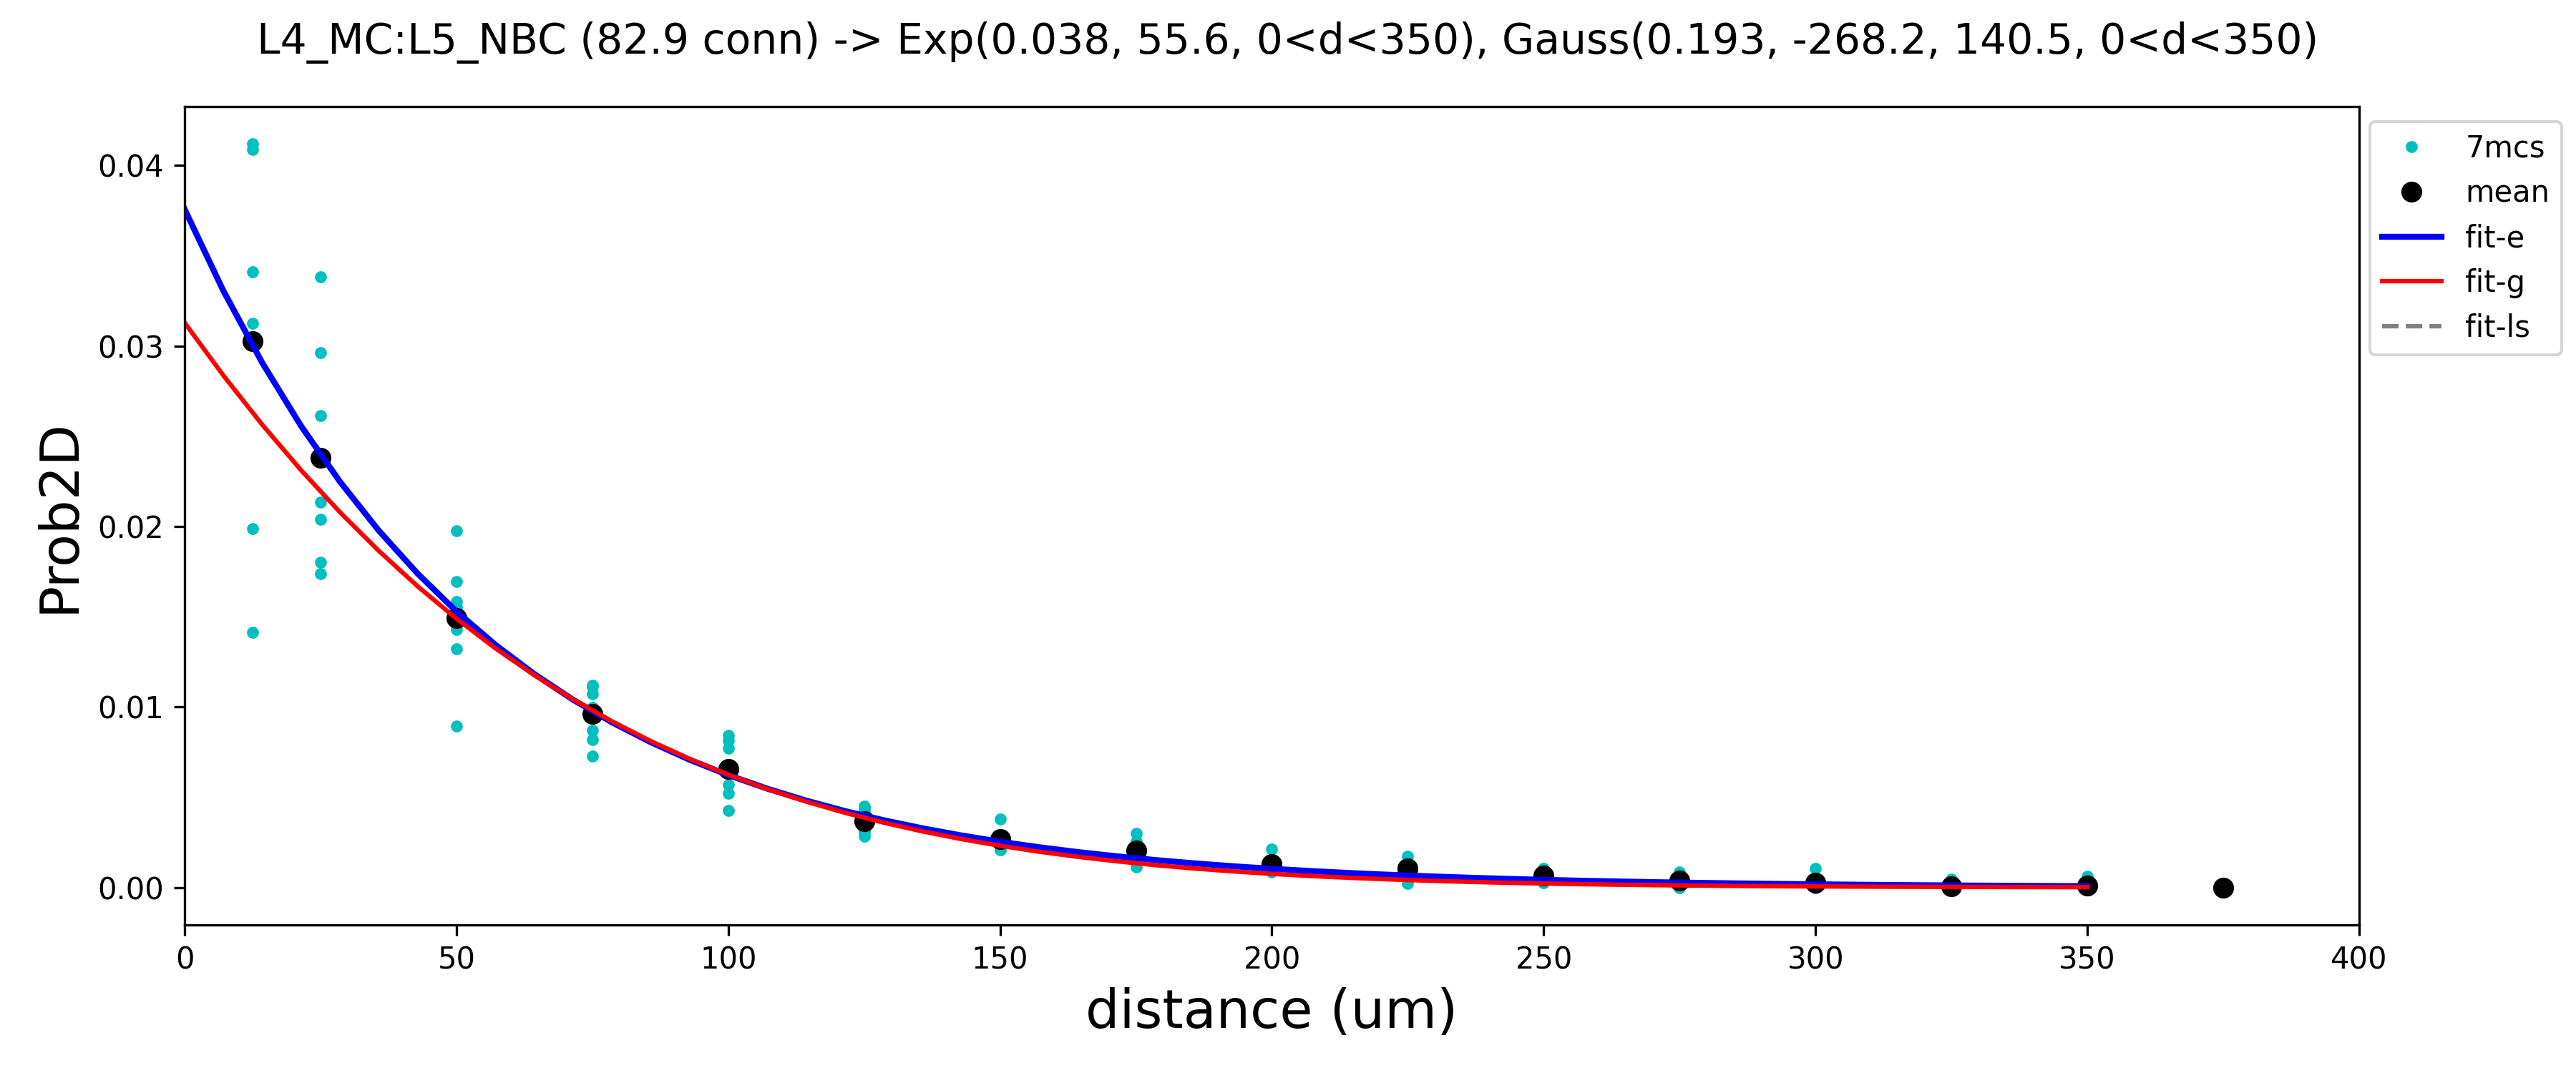 L4_MC:L5_NBC (82.9 conn) -> Exp(0.038, 55.6, 0<d<350), Gauss(0.193, -268.2, 140.5, 0<d<350)
7mcs
mean
fit-e
fit-g
fit-ls
Prob2D
0.04
0.03
0.02
0.01
0.00
0 50 100 150 200 250 300 350 400
distance (um)